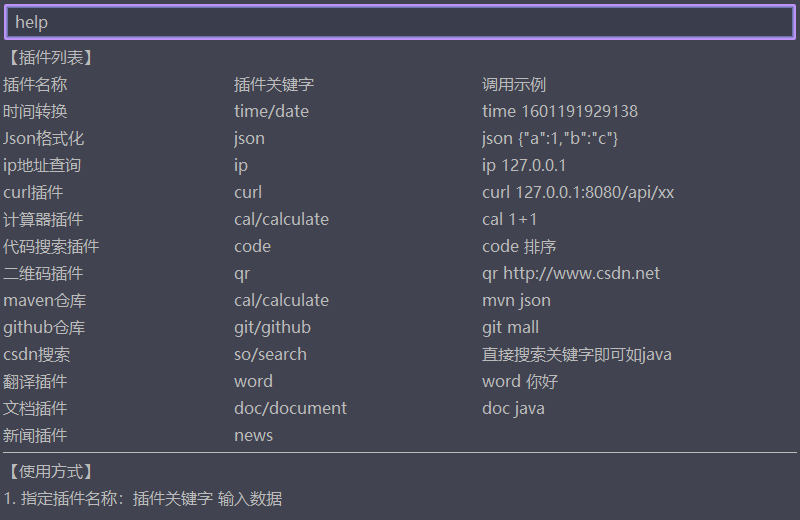 help
【插件列表】
插件名称 插件关键字 调用示例
时间转换 time/date time 1601191929138
Json格式化 json json {"a":1,"b":"c"}
ip地址查询 ip ip 127.0.0.1
curl插件 curl curl 127.0.0.1:8080/api/xx
计算器插件 cal/calculate cal 1+1
代码搜索插件 code code 排序
二维码插件 qr qr http://www.csdn.net
maven仓库 cal/calculate mvn json
github仓库 git/github git mall
csdn搜索 so/search 直接搜索关键字即可如java
翻译插件 word word 你好
文档插件 doc/document doc java
新闻插件 news
【使用方式】
1. 指定插件名称：插件关键字 输入数据